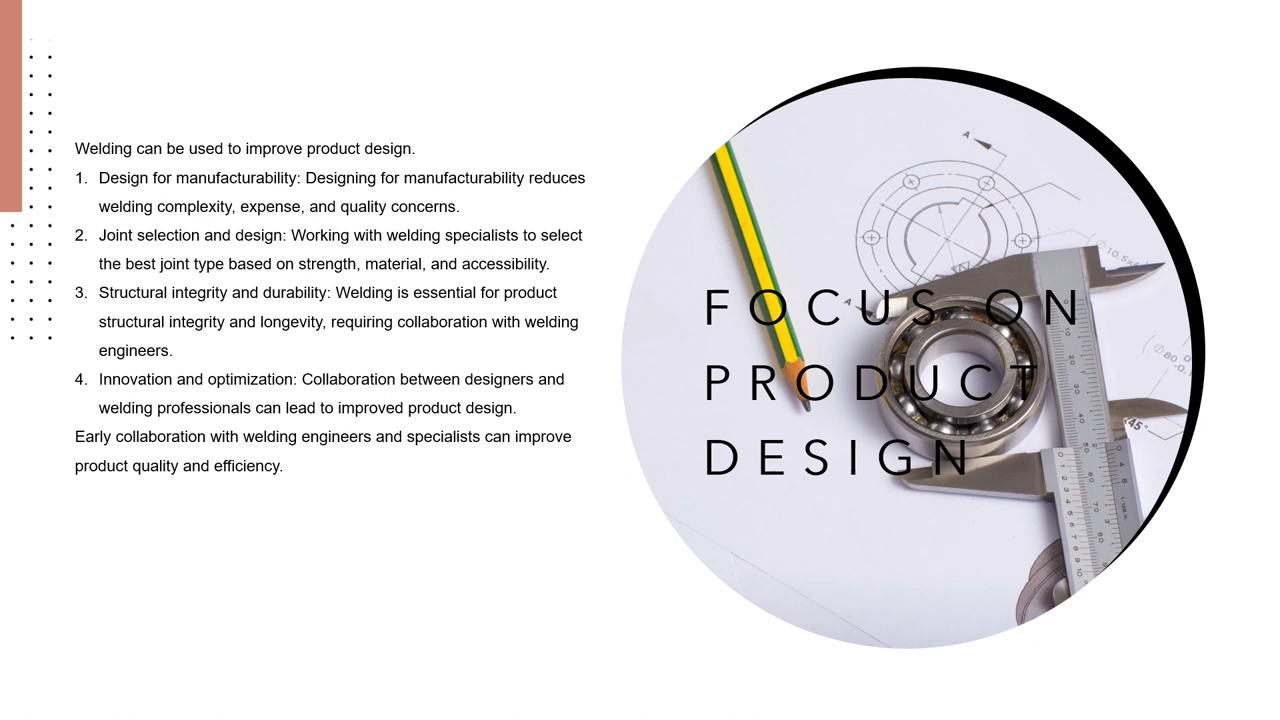 Welding can be used to improve product design.
1. Design for manufacturability: Designing for manufacturability reduces
welding complexity, expense, and quality concerns.
2. Joint selection and design: Working with welding specialists to select
the best joint type based on strength, material, and accessibility.
3. Structural integrity and durability: Welding is essential for product
structural integrity and longevity, requiring collaboration with welding
engineers.
4. Innovation and optimization: Collaboration between designers and
welding professionals can lead to improved product design.
Early collaboration with welding engineers and specialists can improve
product quality and efficiency.
FOCUS ON
PRODUCT
DESIGN
A
A
45°